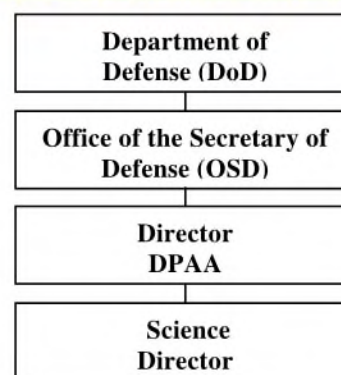 Department of
Defense (DoD)
Office of the Secretary of
Defense (OSD)
Director
DPAA
Science
Director